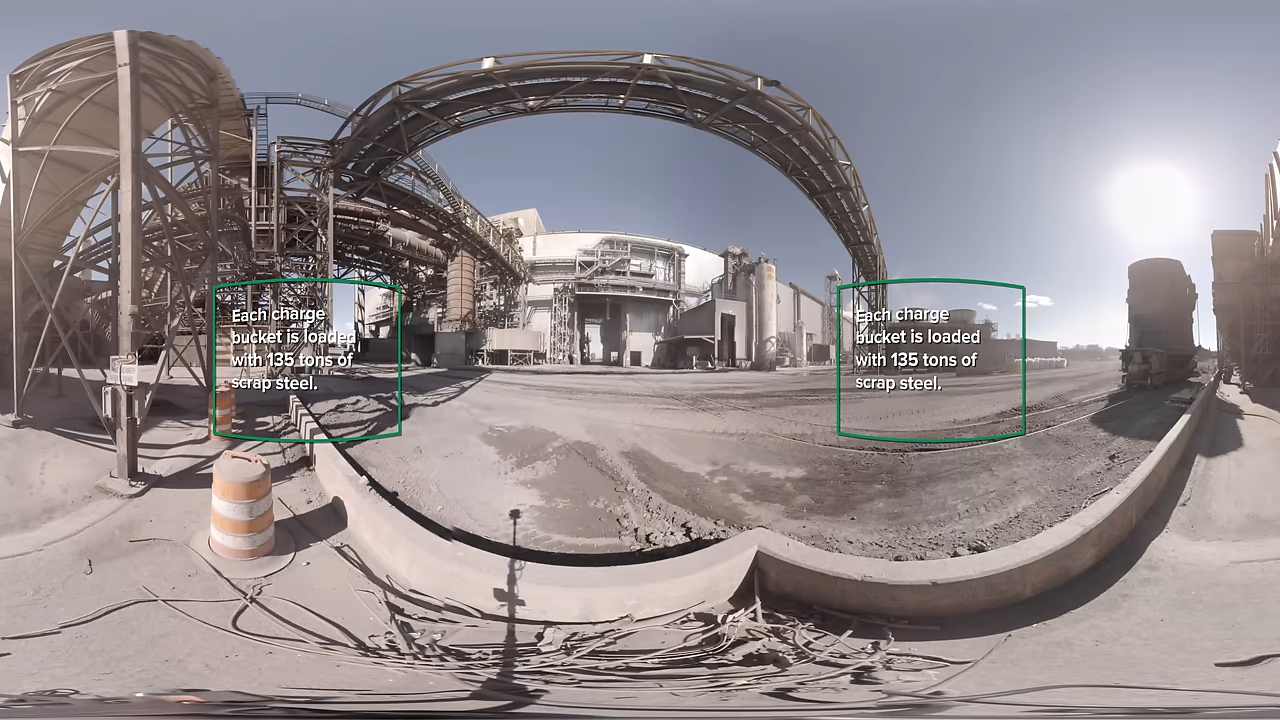 Each charge
bucket is loaded
with 135 tons of
scrap steel.
Each charge
bucket is loaded
with 135 tons of
scrap steel.